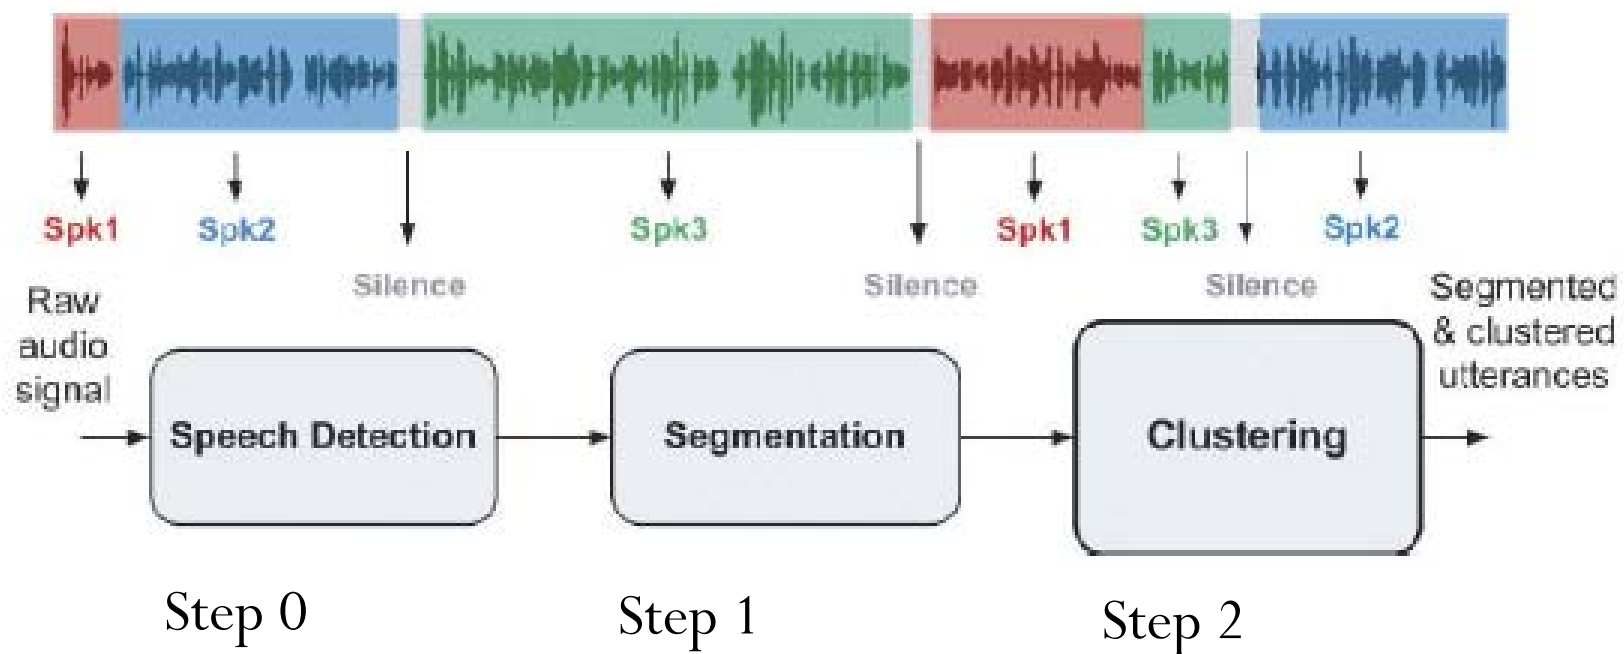 Spk1 Spk2 Spk3 Spk1 Spk3 Spk2
Silence Silence Silence
Raw
audio
signal
Segmented
& clustered
utterances
Speech Detection Segmentation Clustering
Step 0 Step 1 Step 2